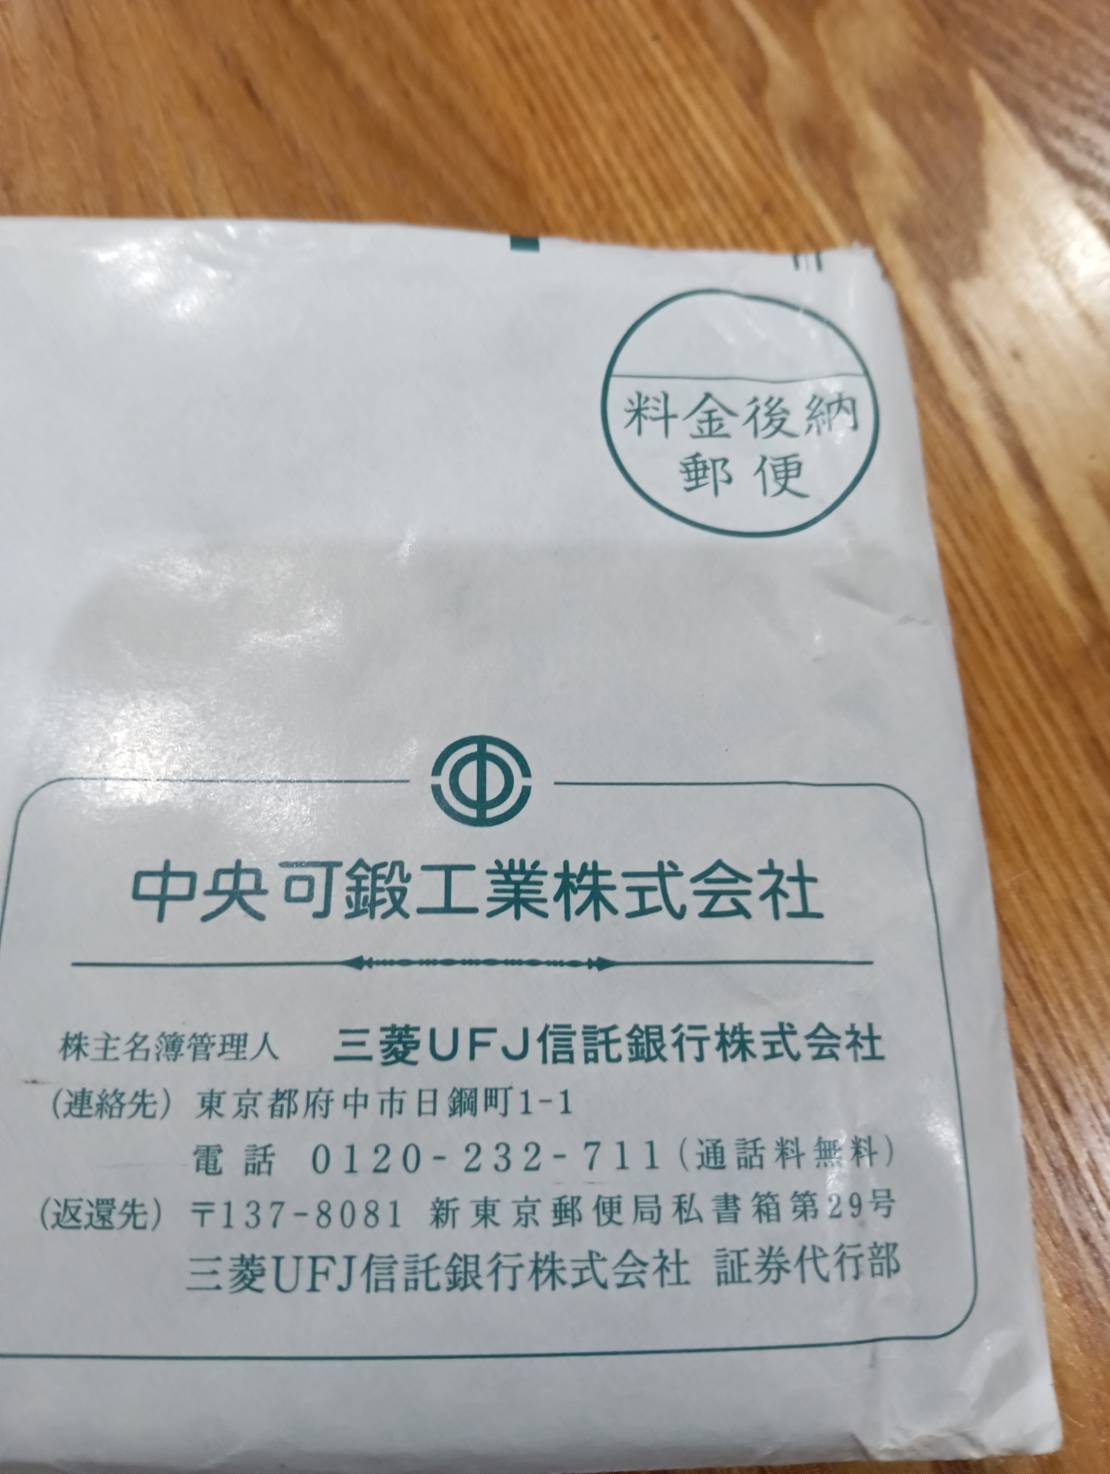 料金後納
郵便
中央可鍛工業株式会社
株主名簿管理人 三菱UFJ信託銀行株式会社
(連絡先) 東京都府中市日鋼町1-1
電話 0120-232-711(通話料無料)
(返還先) 〒137-8081 新東京郵便局私書箱第29号
三菱UFJ信託銀行株式会社 証券代行部